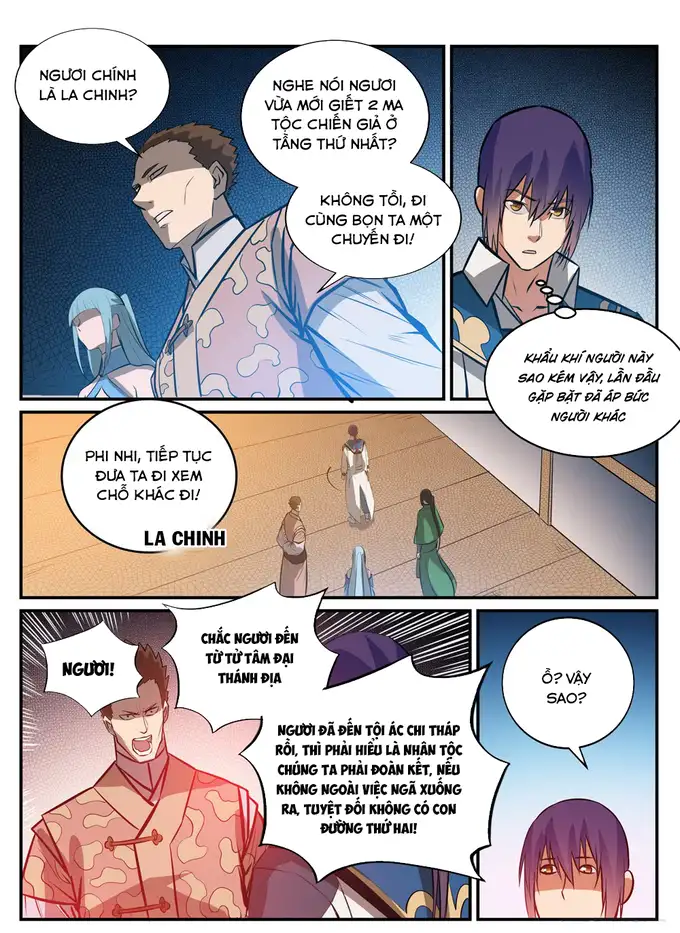 NGƯƠI CHÍNH
LÀ LA CHINH?
NGHE NÓI NGƯƠI
VỪA MỚI GIẾT 2 MA
TỘC CHIẾN GIẢ Ở
TẦNG THỨ NHẤT?
KHÔNG TỒI, ĐI
CÙNG BỌN TA MỘT
CHUYẾN ĐI!
KHẨU KHÍ NGƯỜI NÀY
SAO KÉM VẬY, LẦN ĐẦU
GẶP BẶT ĐÃ ÁP BỨC
NGƯỜI KHÁC
PHI NHI, TIẾP TỤC
ĐƯA TA ĐI XEM
CHỖ KHÁC ĐI!
LA CHINH
NGƯƠI!
CHẮC NGƯƠI ĐẾN
TỪ TỬ TÂM ĐẠI
THÁNH ĐỊA
NGƯƠI ĐÃ ĐẾN TỘI ÁC CHI THÁP
RỒI, THÌ PHẢI HIỂU LÀ NHÂN TỘC
CHÚNG TA PHẢI ĐOÀN KẾT, NẾU
KHÔNG NGOÀI VIỆC NGÃ XUỐNG
RA, TUYỆT ĐỐI KHÔNG CÓ CON
ĐƯỜNG THỨ HAI!
Ồ? VẬY
SAO?